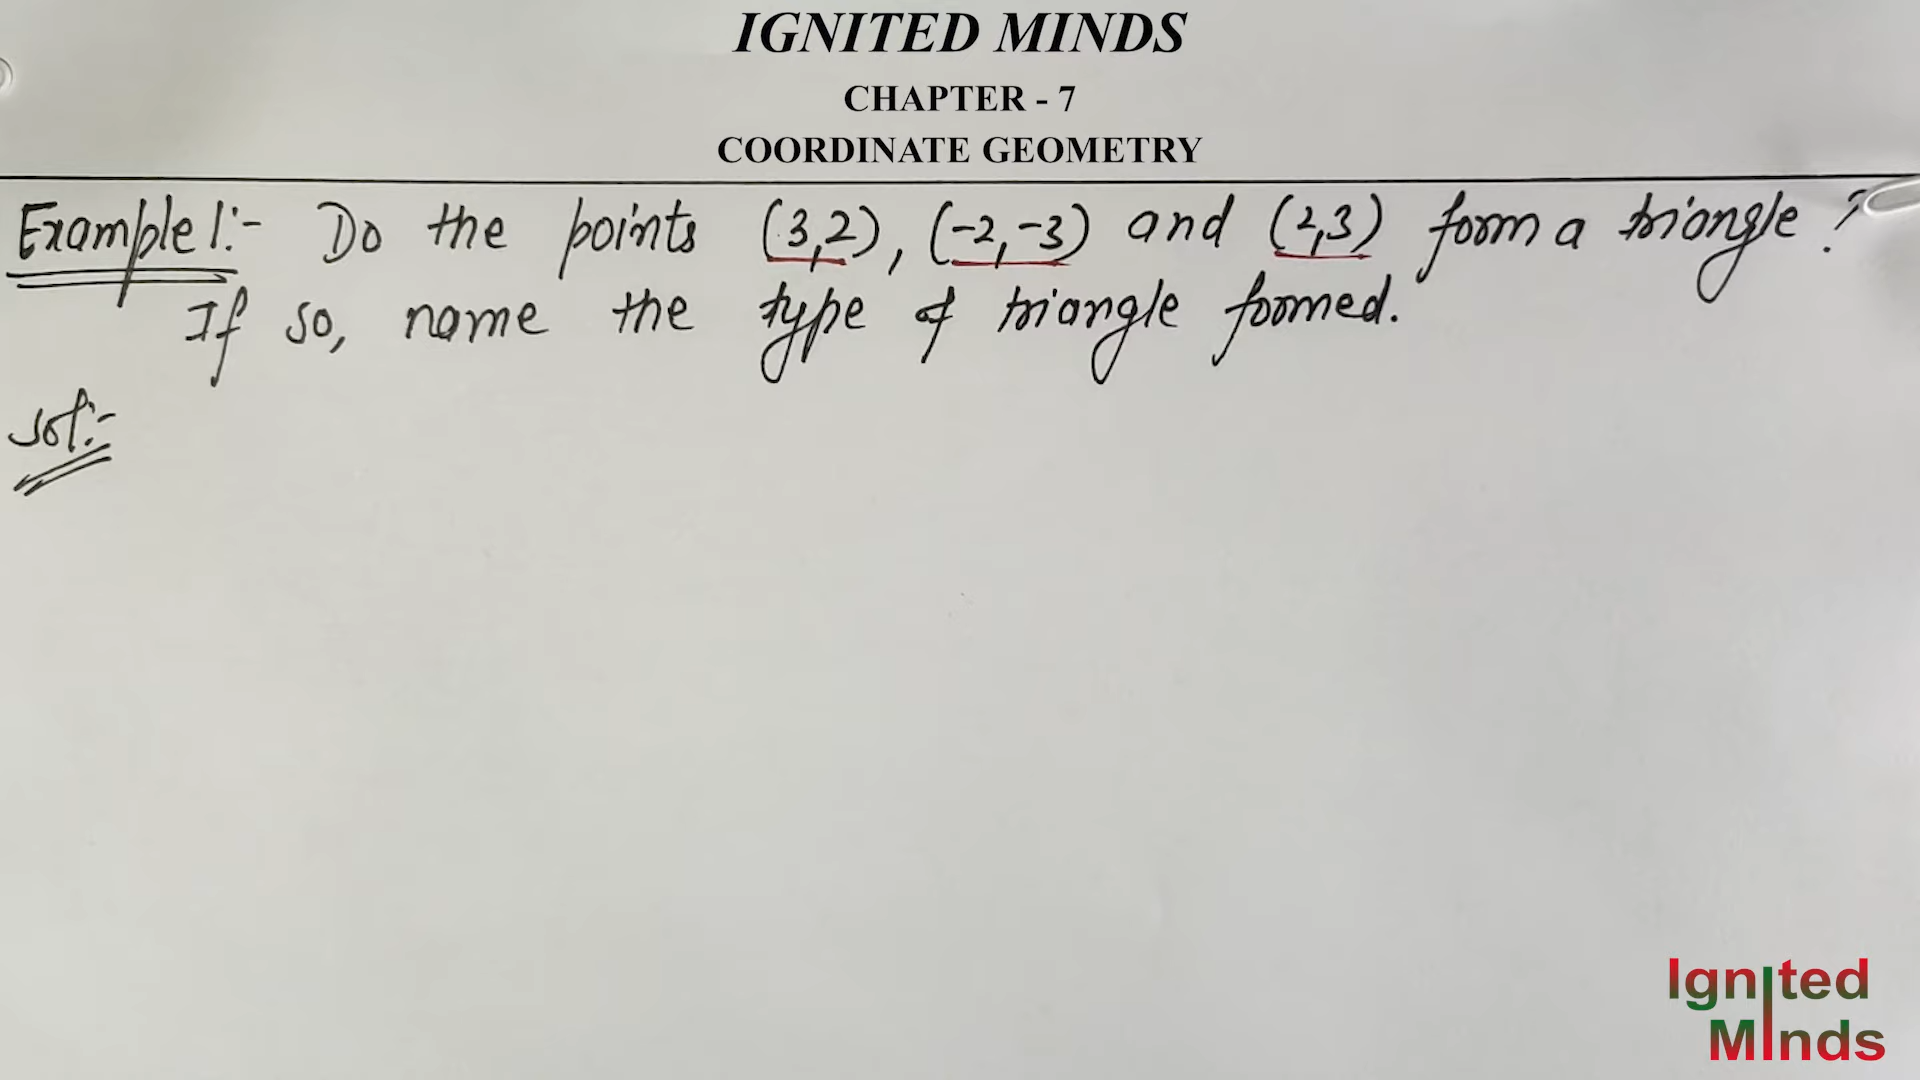 IGNITED MINDS
CHAPTER - 7
COORDINATE GEOMETRY
Example 1:- Do the points (3,2), (-2,-3) and (2,3) form a triangle?
If so, name the type of triangle formed.
Sol:-
Ignited
Minds